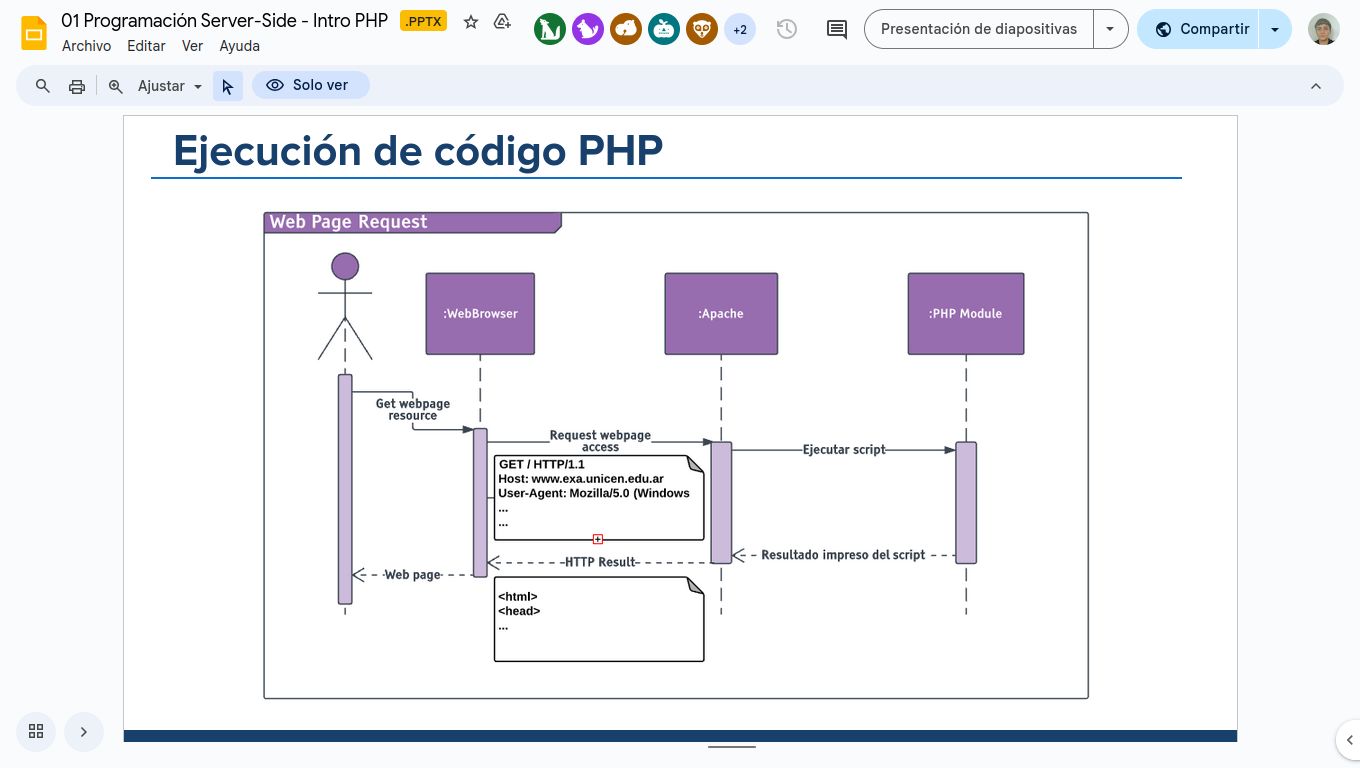 01 Programación Server-Side - Intro PHP
.PPTX
Archivo
Editar
Ver
Ayuda
+2
Presentación de diapositivas
Compartir
Ajustar
Solo ver
Ejecución de código PHP
Web Page Request
:WebBrowser
:Apache
:PHP Module
Get webpage
resource
Request webpage
access
Ejecutar script
GET / HTTP/1.1
Host: www.exa.unicen.edu.ar
User-Agent: Mozilla/5.0 (Windows
...
...
Resultado impreso del script
HTTP Result
Web page
<html>
<head>
...